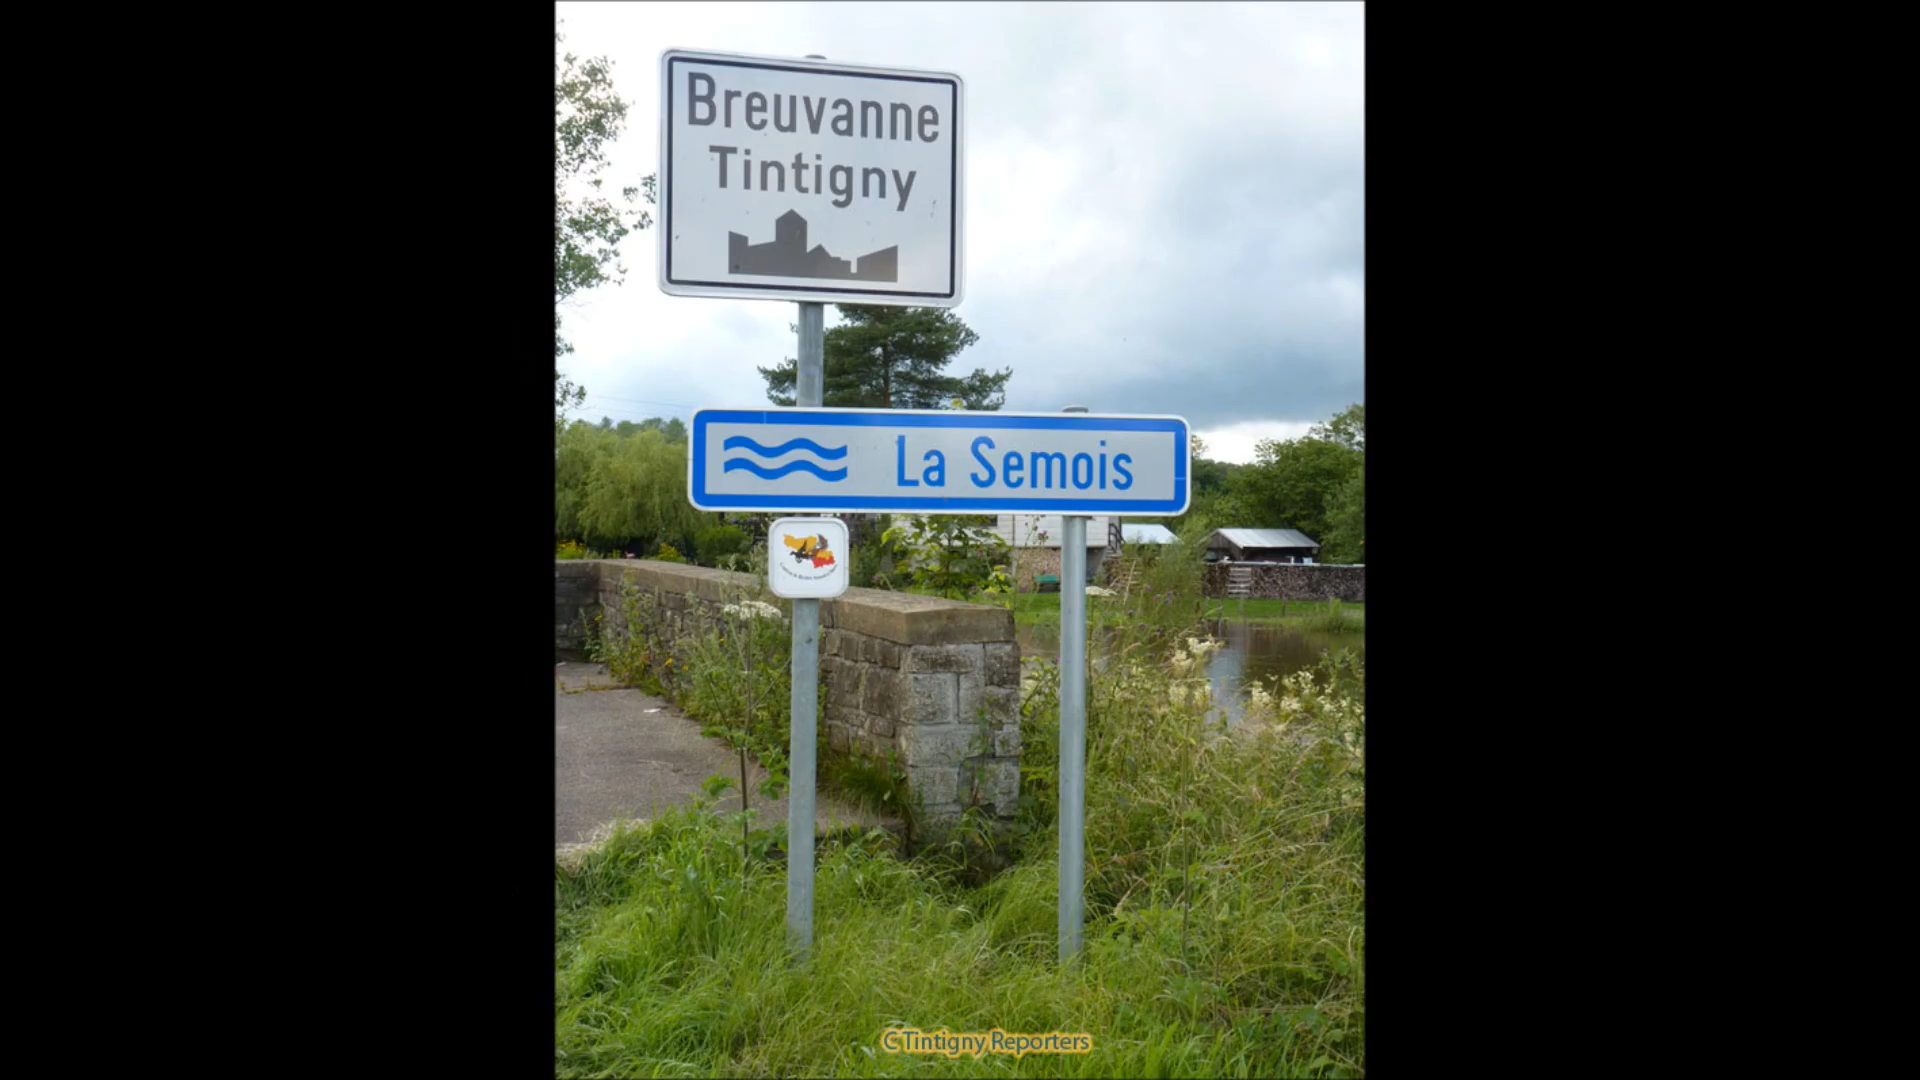 Breuvanne
Tintigny
La Semois
C Tintigny Reporters